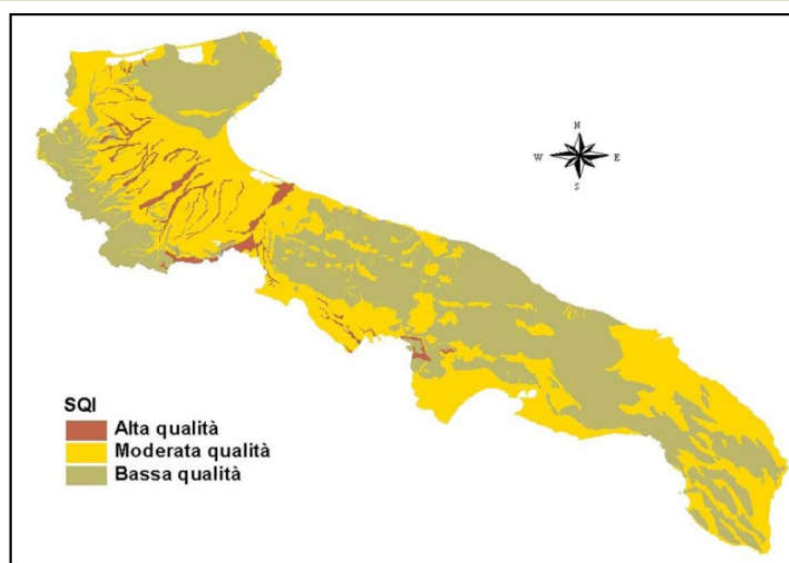 N
W E
S
SQI
Alta qualità
Moderata qualità
Bassa qualità